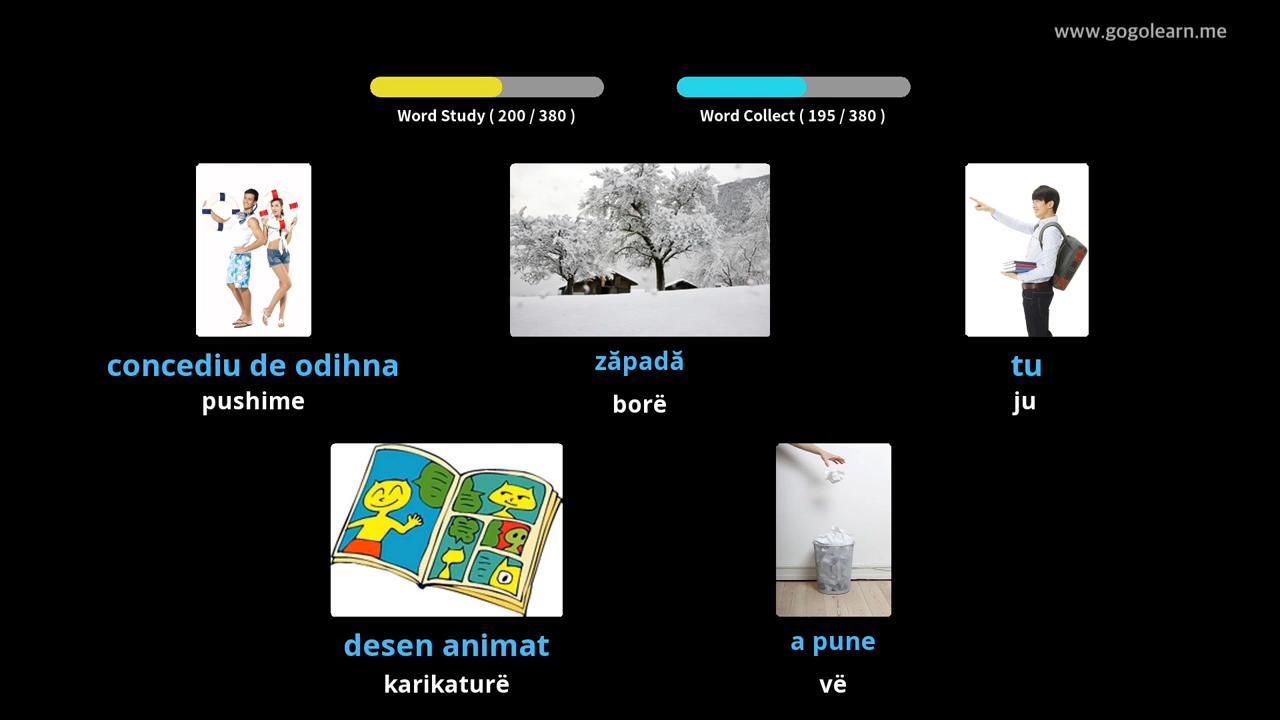 www.gogolearn.me
Word Study ( 200 / 380 )
Word Collect ( 195 / 380 )
concediu de odihna
pushime
zăpadă
borë
tu
ju
desen animat
karikaturë
a pune
vë